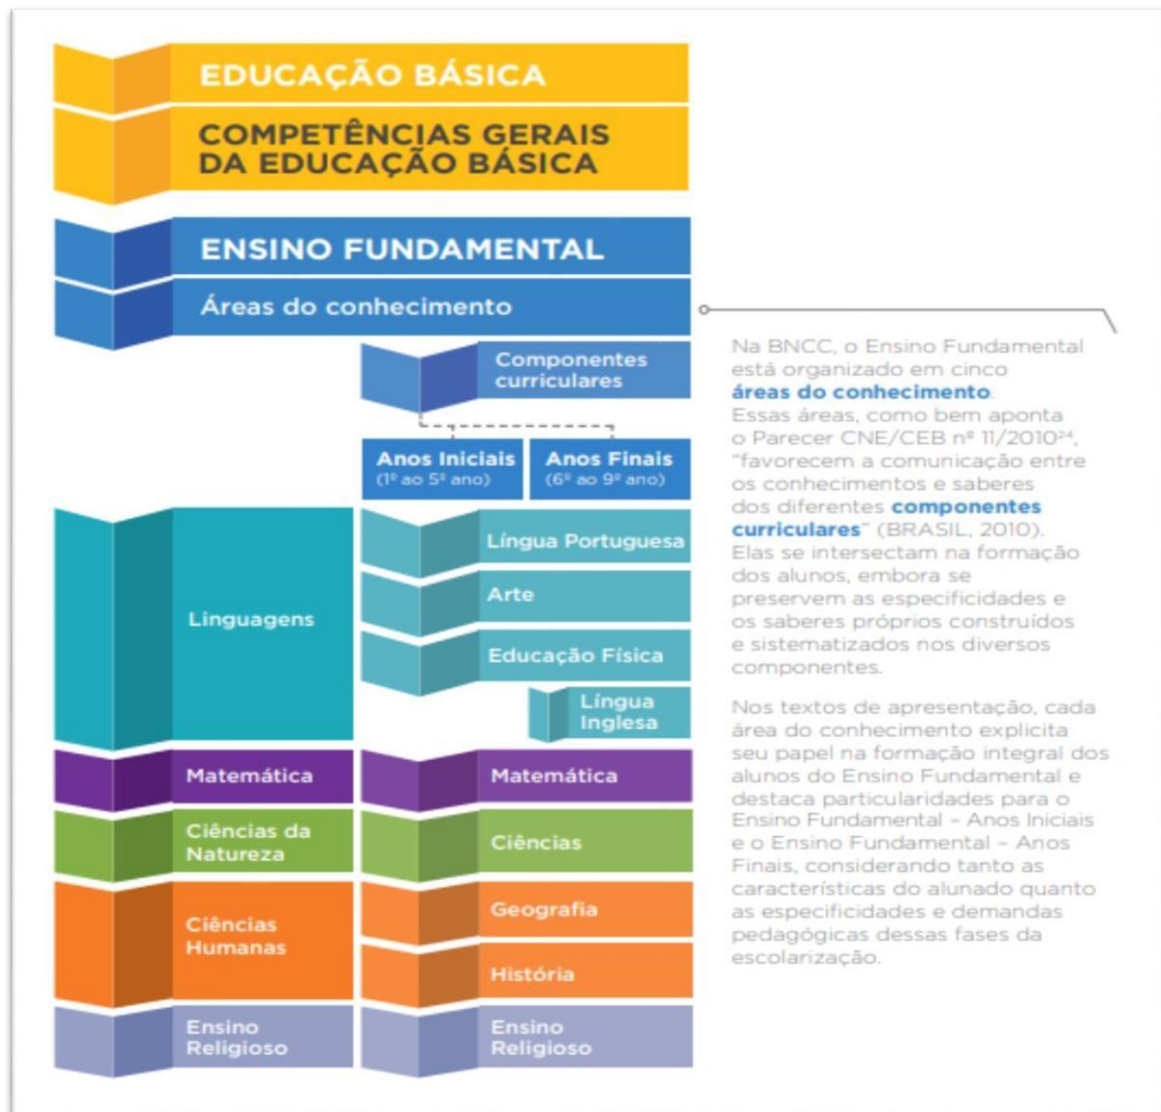 EDUCAÇÃO BÁSICA
COMPETÊNCIAS GERAIS
DA EDUCAÇÃO BÁSICA
ENSINO FUNDAMENTAL
Áreas do conhecimento
Componentes
curriculares
Anos Iniciais
(1º ao 5º ano)
Anos Finais
(6º ao 9º ano)
Linguagens
Língua Portuguesa
Arte
Educação Física
Língua
Inglesa
Matemática
Matemática
Ciências da
Natureza
Ciências
Ciências
Humanas
Geografia
História
Ensino
Religioso
Ensino
Religioso
Na BNCC, o Ensino Fundamental
está organizado em cinco
áreas do conhecimento.
Essas áreas, como bem aponta
o Parecer CNE/CEB nº 11/2010²⁴,
“favorecem a comunicação entre
os conhecimentos e saberes
dos diferentes componentes
curriculares” (BRASIL, 2010).
Elas se intersectam na formação
dos alunos, embora se
preservem as especificidades e
os saberes próprios construídos
e sistematizados nos diversos
componentes.
Nos textos de apresentação, cada
área do conhecimento explicita
seu papel na formação integral dos
alunos do Ensino Fundamental e
destaca particularidades para o
Ensino Fundamental – Anos Iniciais
e o Ensino Fundamental – Anos
Finais, considerando tanto as
características do alunado quanto
as especificidades e demandas
pedagógicas dessas fases da
escolarização.